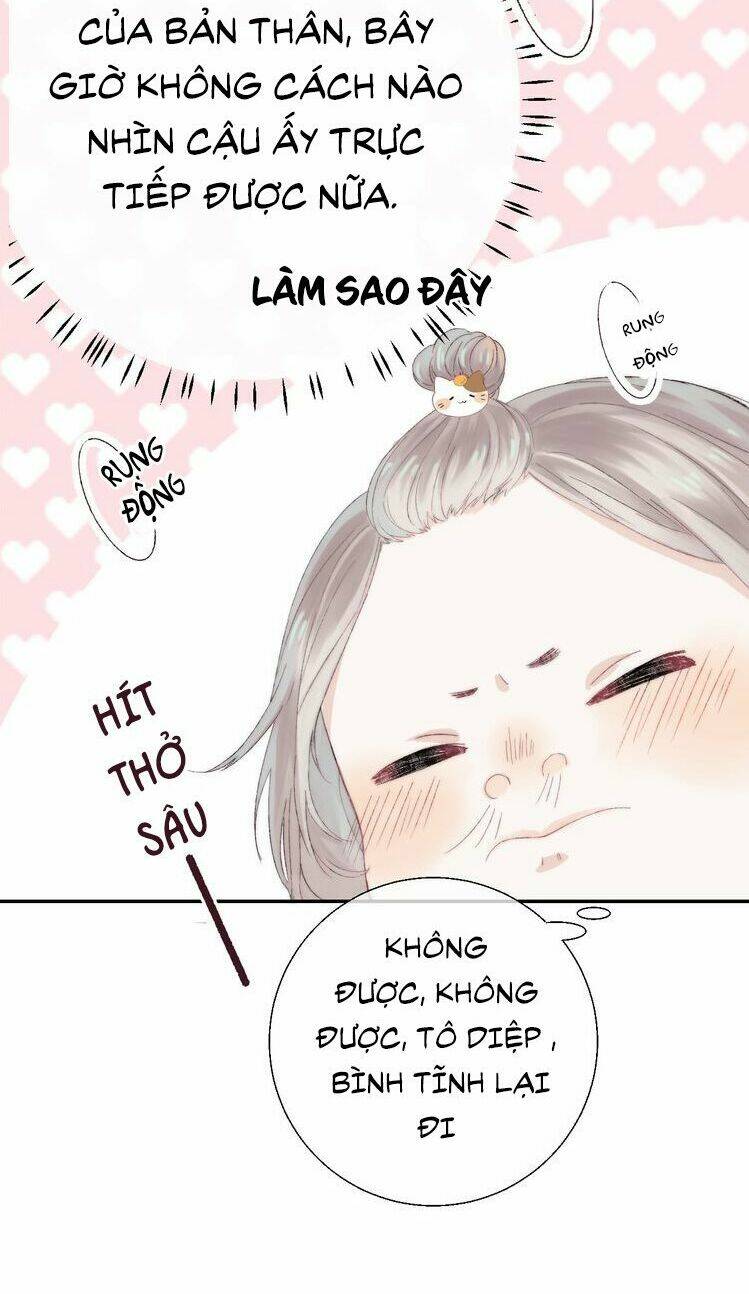 CỦA BẢN THÂN, BÂY
GIỜ KHÔNG CÁCH NÀO
NHÌN CẬU ẤY TRỰC
TIẾP ĐƯỢC NỮA.
LÀM SAO ĐÂY
RUNG
ĐỘNG
RUNG
ĐỘNG
HÍT
THỞ
SÂU
KHÔNG
ĐƯỢC, KHÔNG
ĐƯỢC, TÔ DIỆP ,
BÌNH TĨNH LẠI
ĐI